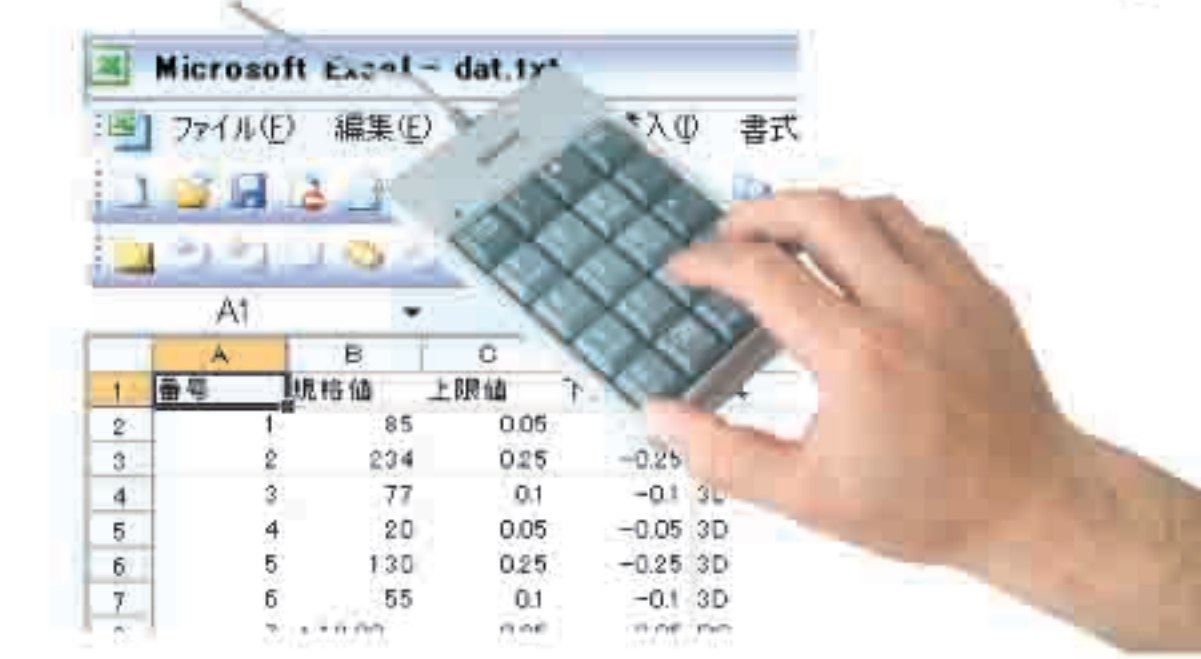 Microsoft Excel - dat.txt
ファイル(F) 編集(E) 入(I) 書式
A1
A B C
1 番号 規格値 上限値 下
2 1 85 0.05
3 2 234 0.25 -0.25
4 3 77 0.1 -0.1 3D
5 4 20 0.05 -0.05 3D
6 5 130 0.25 -0.25 3D
7 6 55 0.1 -0.1 3D